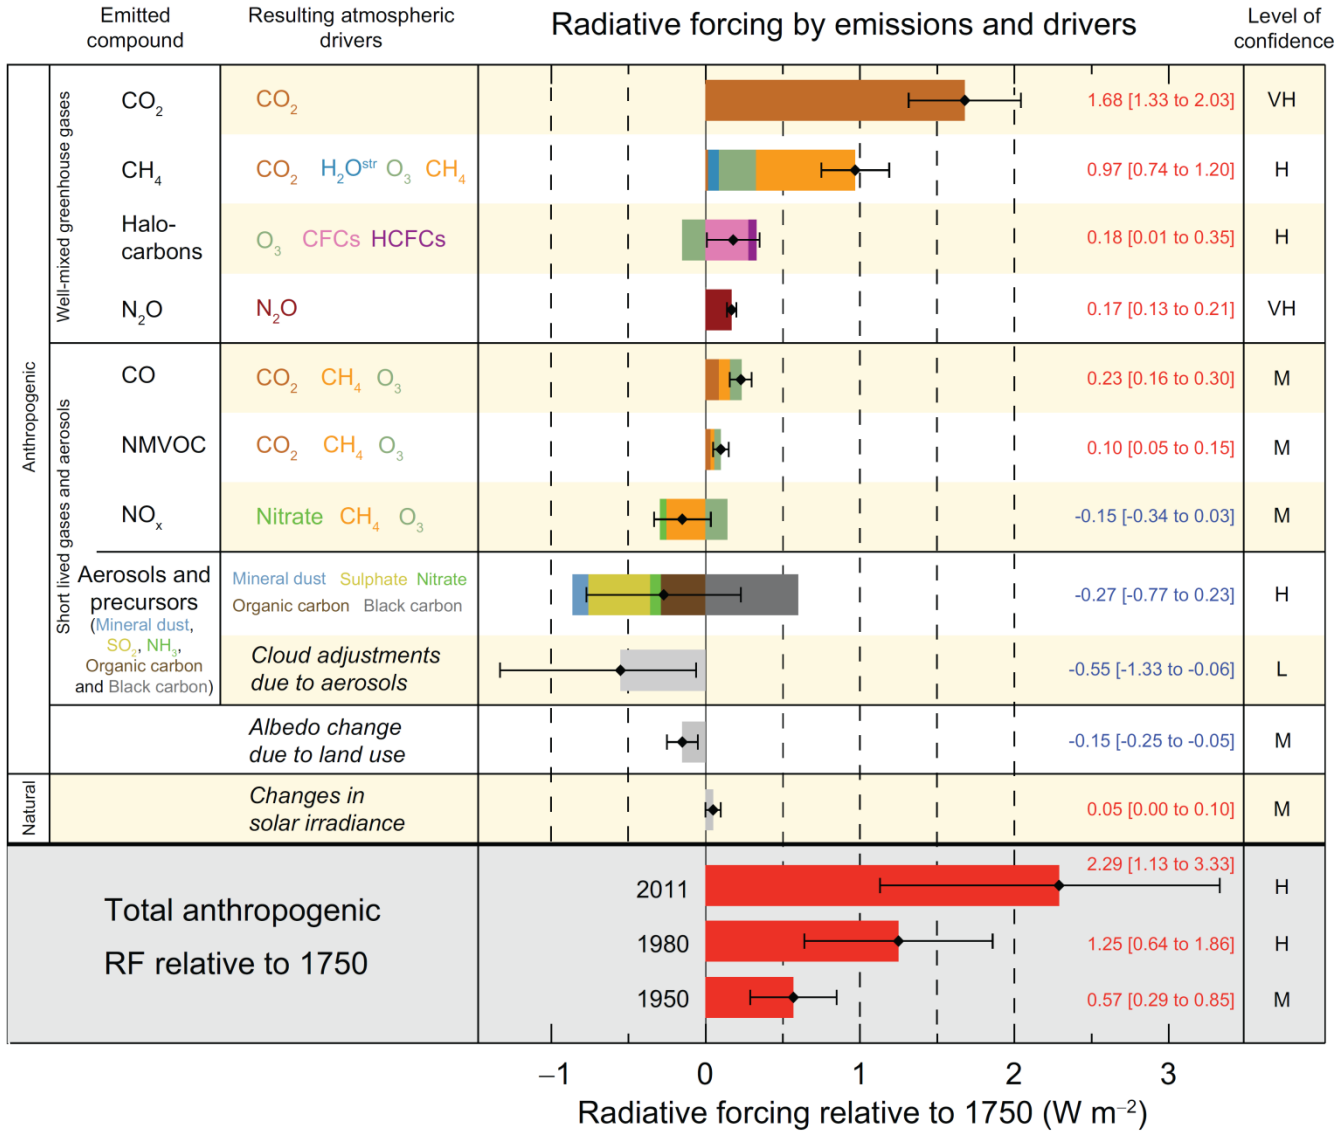 Emitted
compound
Resulting atmospheric
drivers
Radiative forcing by emissions and drivers
Level of
confidence
Anthropogenic
Well-mixed greenhouse gases
CO₂
CO₂
1.68 [1.33 to 2.03]
VH
CH₄
CO₂ H₂Oˢᵗʳ O₃ CH₄
0.97 [0.74 to 1.20]
H
Halo-
carbons
O₃ CFCs HCFCs
0.18 [0.01 to 0.35]
H
N₂O
N₂O
0.17 [0.13 to 0.21]
VH
Short lived gases and aerosols
CO
CO₂ CH₄ O₃
0.23 [0.16 to 0.30]
M
NMVOC
CO₂ CH₄ O₃
0.10 [0.05 to 0.15]
M
NOₓ
Nitrate CH₄ O₃
-0.15 [-0.34 to 0.03]
M
Aerosols and
precursors
(Mineral dust,
SO₂, NH₃,
Organic carbon
and Black carbon)
Mineral dust Sulphate Nitrate
Organic carbon Black carbon
-0.27 [-0.77 to 0.23]
H
Cloud adjustments
due to aerosols
-0.55 [-1.33 to -0.06]
L
Albedo change
due to land use
-0.15 [-0.25 to -0.05]
M
Natural
Changes in
solar irradiance
0.05 [0.00 to 0.10]
M
Total anthropogenic
RF relative to 1750
2011
2.29 [1.13 to 3.33]
H
1980
1.25 [0.64 to 1.86]
H
1950
0.57 [0.29 to 0.85]
M
−1 0 1 2 3
Radiative forcing relative to 1750 (W m⁻²)